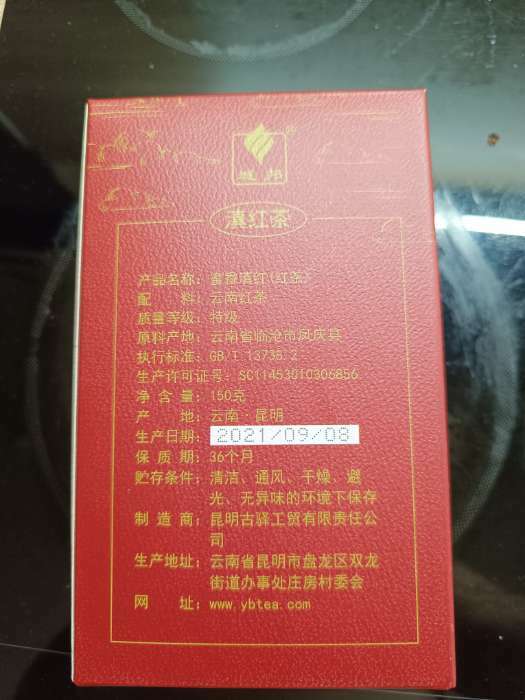 滇红茶
产品名称：蜜香滇红(红茶)
配 料：云南红茶
质量等级：特级
原料产地：云南省临沧市凤庆县
执行标准：GB/T 13738.2
生产许可证号：SC11453010306856
净 含 量：150克
产 地：云南·昆明
生产日期：2021/09/08
保 质 期：36个月
贮存条件：清洁、通风、干燥、避
光、无异味的环境下保存
制 造 商：昆明古驿工贸有限责任公
司
生产地址：云南省昆明市盘龙区双龙
街道办事处庄房村委会
网 址：www.ybtea.com